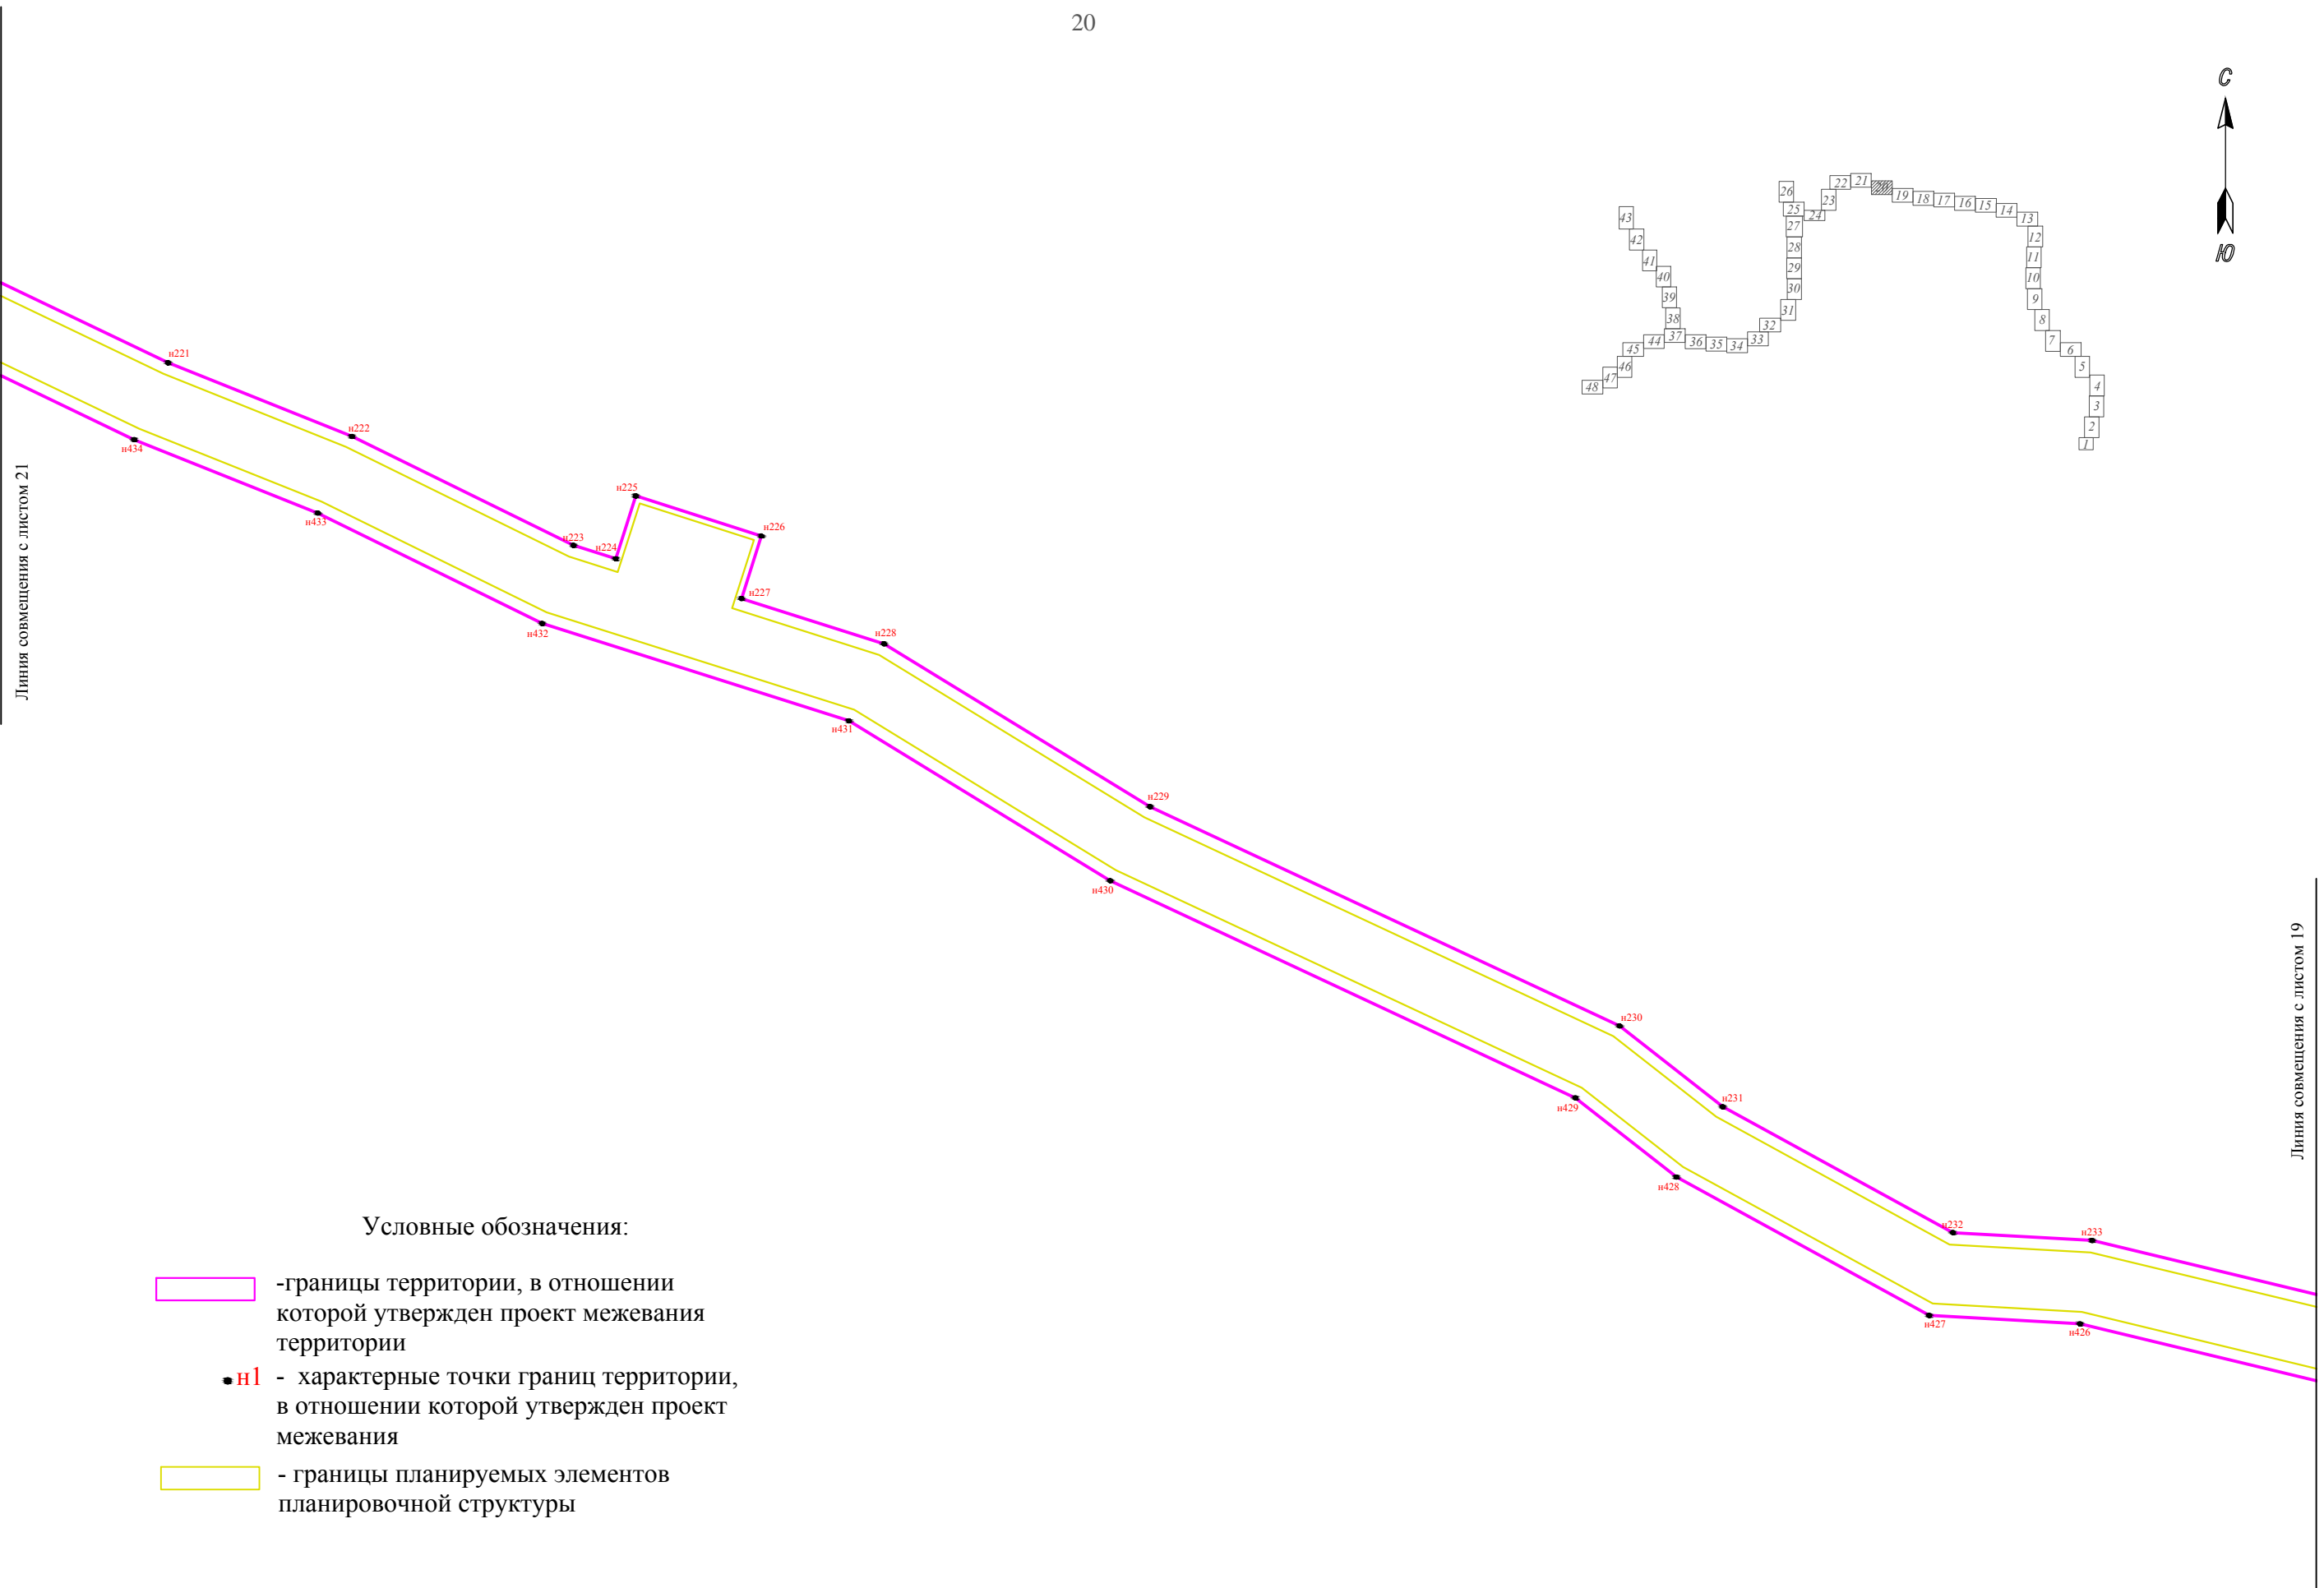 20
С
Ю
26
25
24
23
22
21
20
19
18
17
16
15
14
13
12
11
10
9
8
7
6
5
4
3
2
1
27
28
29
30
31
32
33
34
35
36
37
38
39
40
41
42
43
44
45
46
47
48
Линия совмещения с листом 21
н221
н222
н223
н224
н225
н226
н227
н228
н229
н230
н231
н232
н233
н434
н433
н432
н431
н430
н429
н428
н427
н426
Линия совмещения с листом 19
Условные обозначения:
-границы территории, в отношении
которой утвержден проект межевания
территории
н1 - характерные точки границ территории,
в отношении которой утвержден проект
межевания
- границы планируемых элементов
планировочной структуры